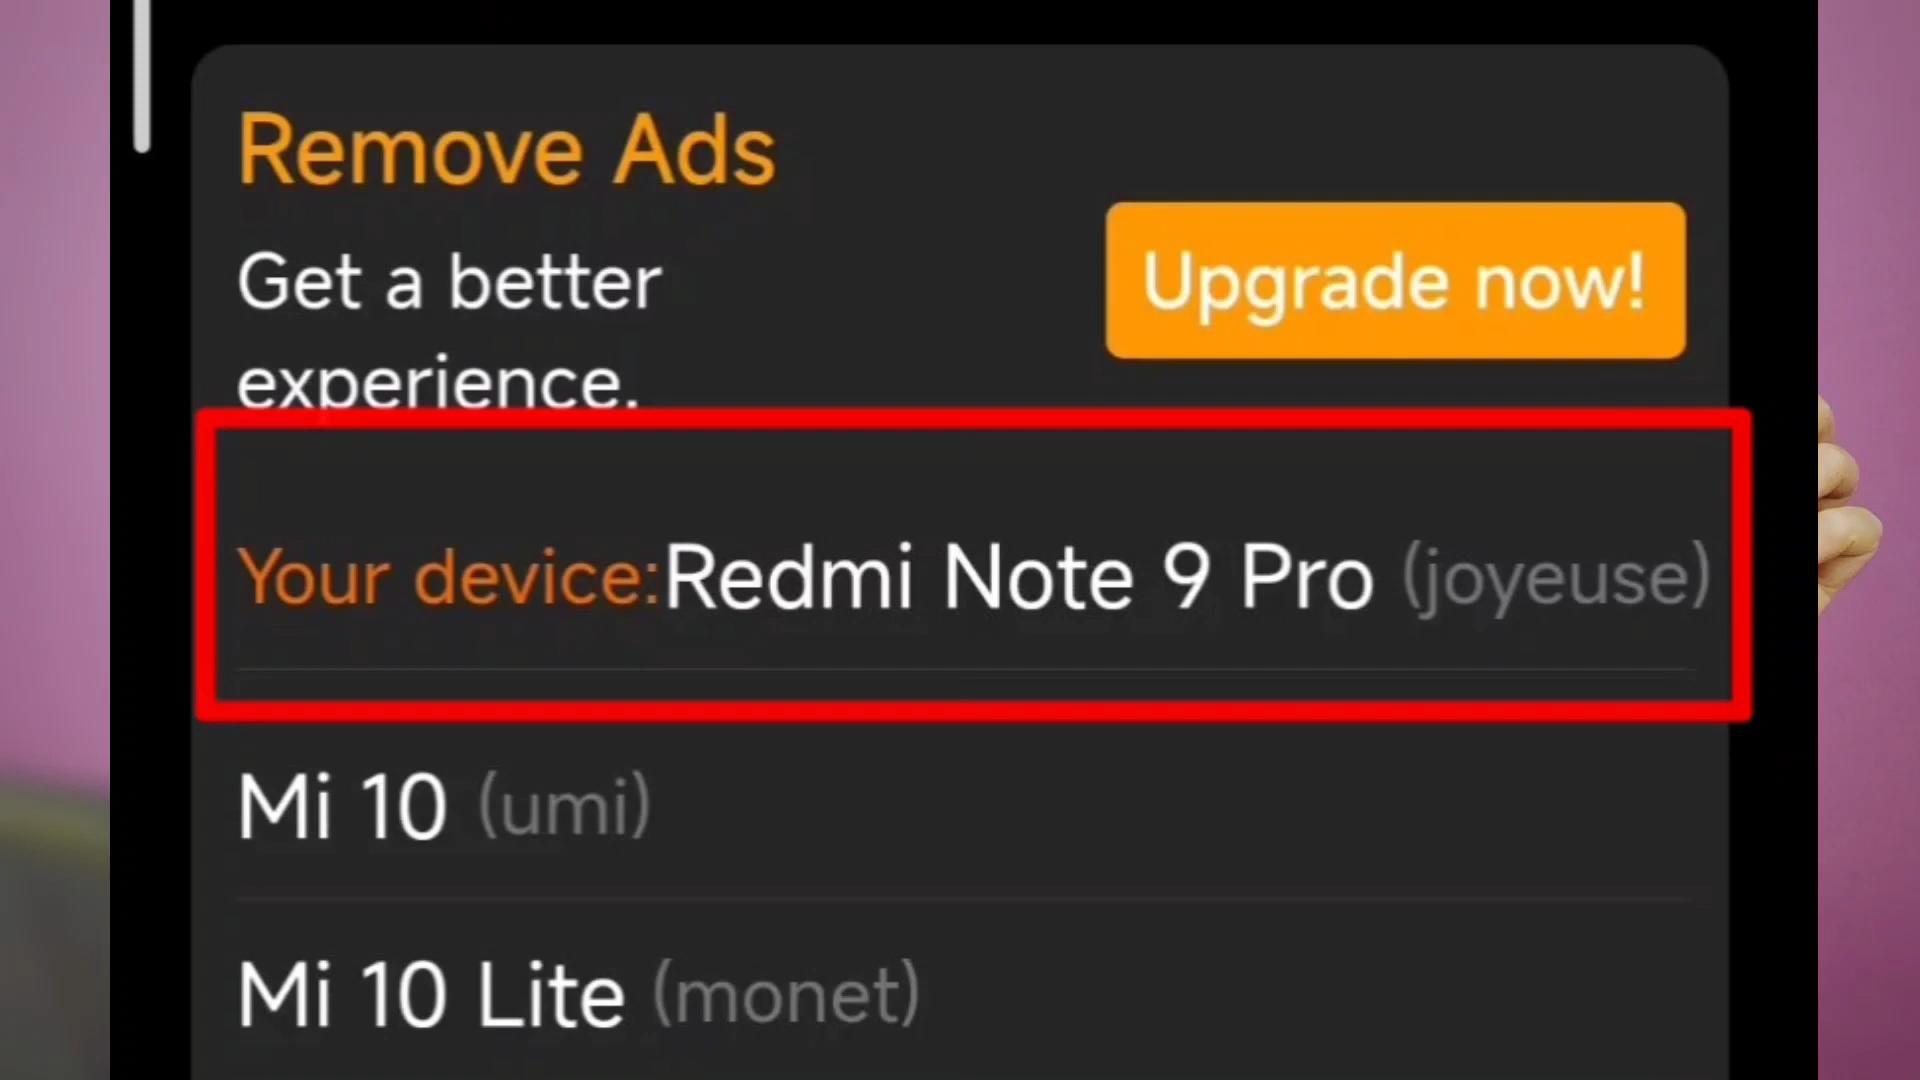 Remove Ads
Get a better
experience.
Upgrade now!
Your device:Redmi Note 9 Pro (joyeuse)
Mi 10 (umi)
Mi 10 Lite (monet)